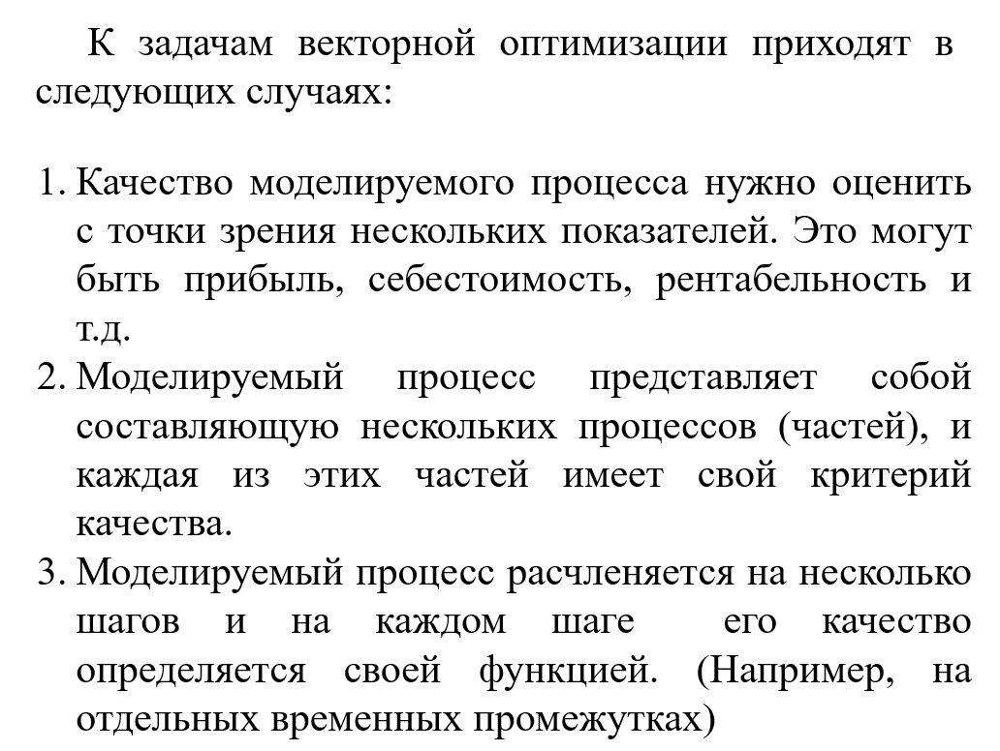 К задачам векторной оптимизации приходят в
следующих случаях:
1. Качество моделируемого процесса нужно оценить
с точки зрения нескольких показателей. Это могут
быть прибыль, себестоимость, рентабельность и
т.д.
2. Моделируемый процесс представляет собой
составляющую нескольких процессов (частей), и
каждая из этих частей имеет свой критерий
качества.
3. Моделируемый процесс расчленяется на несколько
шагов и на каждом шаге его качество
определяется своей функцией. (Например, на
отдельных временных промежутках)